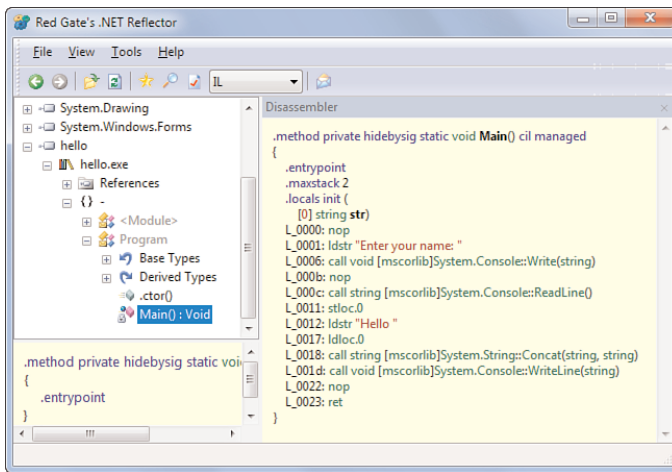 Red Gate's .NET Reflector
File View Tools Help
IL
System.Drawing
System.Windows.Forms
hello
hello.exe
References
{} -
<Module>
Program
Base Types
Derived Types
.ctor()
Main() : Void
.method private hidebysig static voi
{
.entrypoint
}
Disassembler
.method private hidebysig static void Main() cil managed
{
.entrypoint
.maxstack 2
.locals init (
[0] string str)
L_0000: nop
L_0001: ldstr "Enter your name: "
L_0006: call void [mscorlib]System.Console::Write(string)
L_000b: nop
L_000c: call string [mscorlib]System.Console::ReadLine()
L_0011: stloc.0
L_0012: ldstr "Hello "
L_0017: ldloc.0
L_0018: call string [mscorlib]System.String::Concat(string, string)
L_001d: call void [mscorlib]System.Console::WriteLine(string)
L_0022: nop
L_0023: ret
}